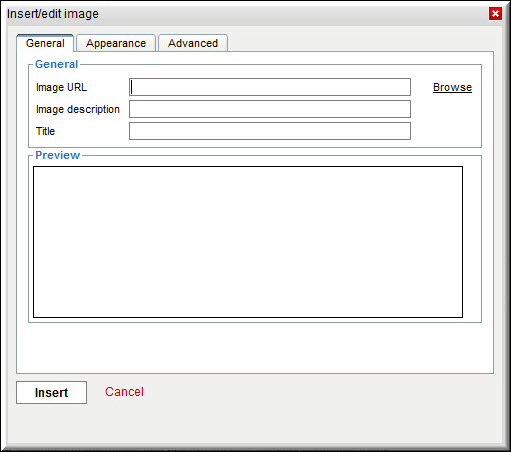 Insert/edit image
General Appearance Advanced
General
Image URL Browse
Image description
Title
Preview
Insert Cancel